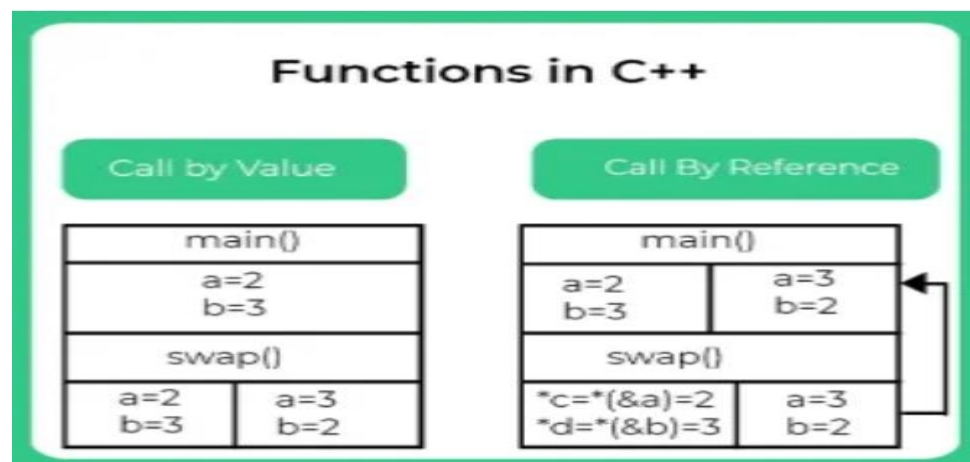 Functions in C++
Call by Value
main()
a=2
b=3
swap()
a=2
b=3
a=3
b=2
Call By Reference
main()
a=2
b=3
a=3
b=2
swap()
*c=*(&a)=2
*d=*(&b)=3
a=3
b=2